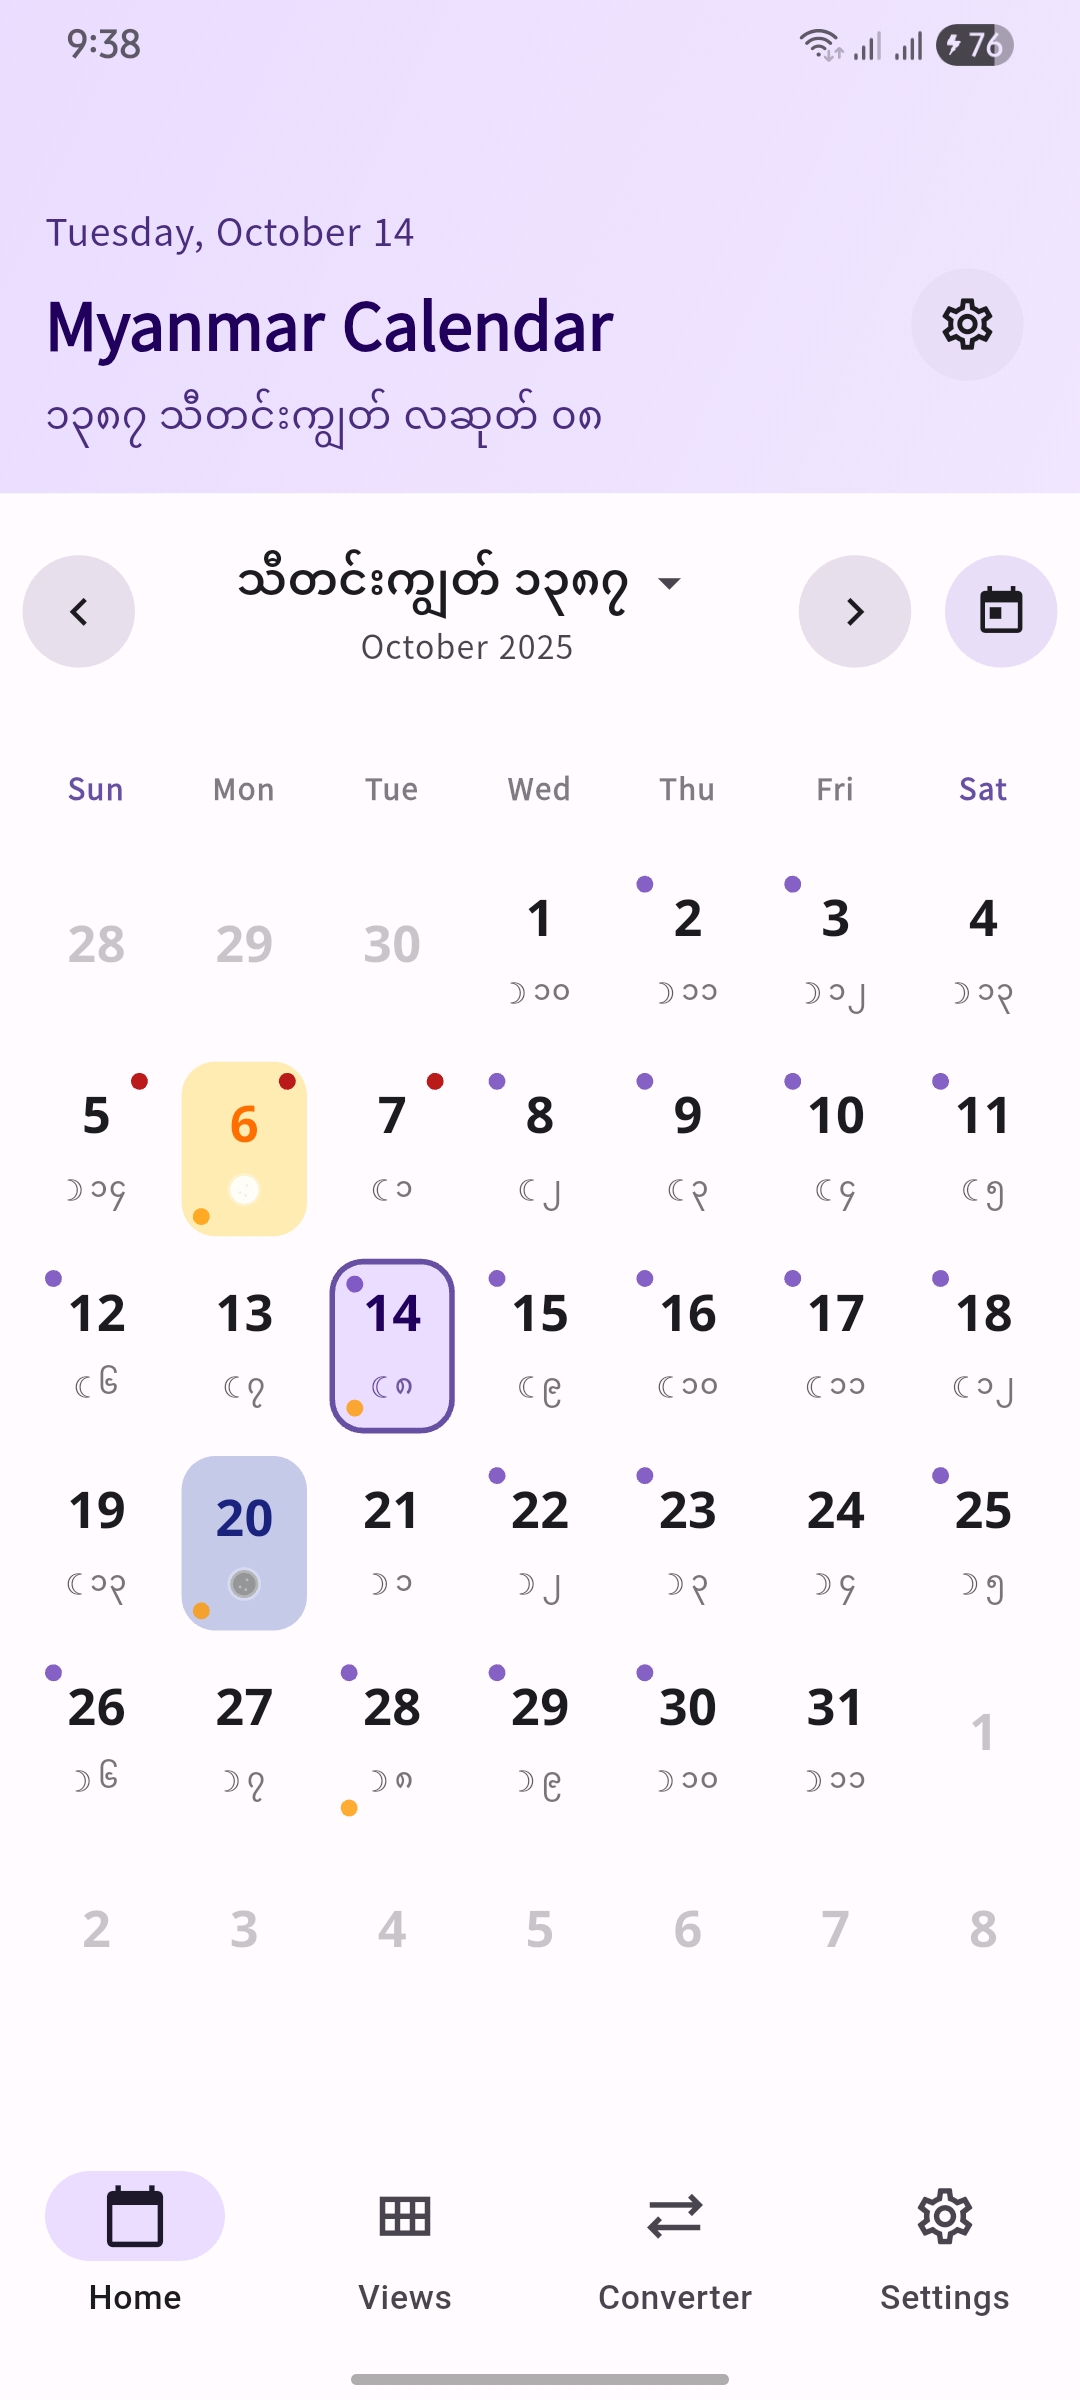 9:38
76
Tuesday, October 14
Myanmar Calendar
၁၃၈၇ သီတင်းကျွတ် လဆုတ် ၀၈
သီတင်းကျွတ် ၁၃၈၇
October 2025
Sun Mon Tue Wed Thu Fri Sat
28 29 30 1 2 3 4
☽၁၀ ☽၁၁ ☽၁၂ ☽၁၃
5 6 7 8 9 10 11
☽၁၄ ☾၁ ☾၂ ☾၃ ☾၄ ☾၅
12 13 14 15 16 17 18
☾၆ ☾၇ ☾၈ ☾၉ ☾၁၀ ☾၁၁ ☾၁၂
19 20 21 22 23 24 25
☾၁၃ ☽၁ ☽၂ ☽၃ ☽၄ ☽၅
26 27 28 29 30 31 1
☽၆ ☽၇ ☽၈ ☽၉ ☽၁၀ ☽၁၁
2 3 4 5 6 7 8
Home Views Converter Settings